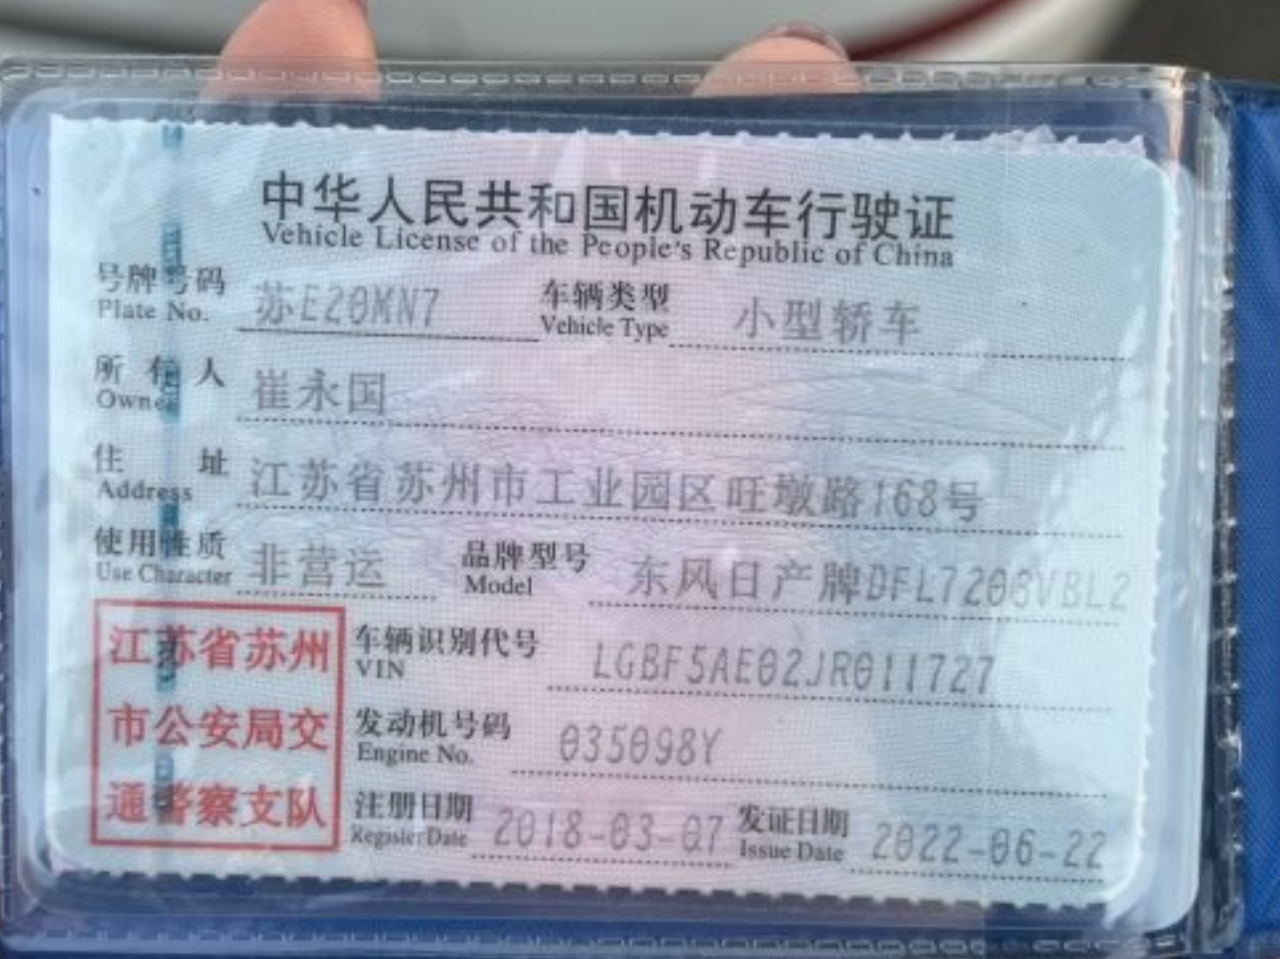 中华人民共和国机动车行驶证
Vehicle License of the People's Republic of China
号牌号码 苏E20MN7 车辆类型 小型轿车
Plate No. Vehicle Type
所有人 崔永国
Owner
住址 江苏省苏州市工业园区旺墩路168号
Address
使用性质 非营运 品牌型号 东风日产牌DFL7203VBL2
Use Character Model
江苏省苏州
市公安局交
通警察支队
车辆识别代号 LGBF5AE02JR011727
VIN
发动机号码 035098Y
Engine No.
注册日期 2018-03-07 发证日期 2022-06-22
Register Date Issue Date